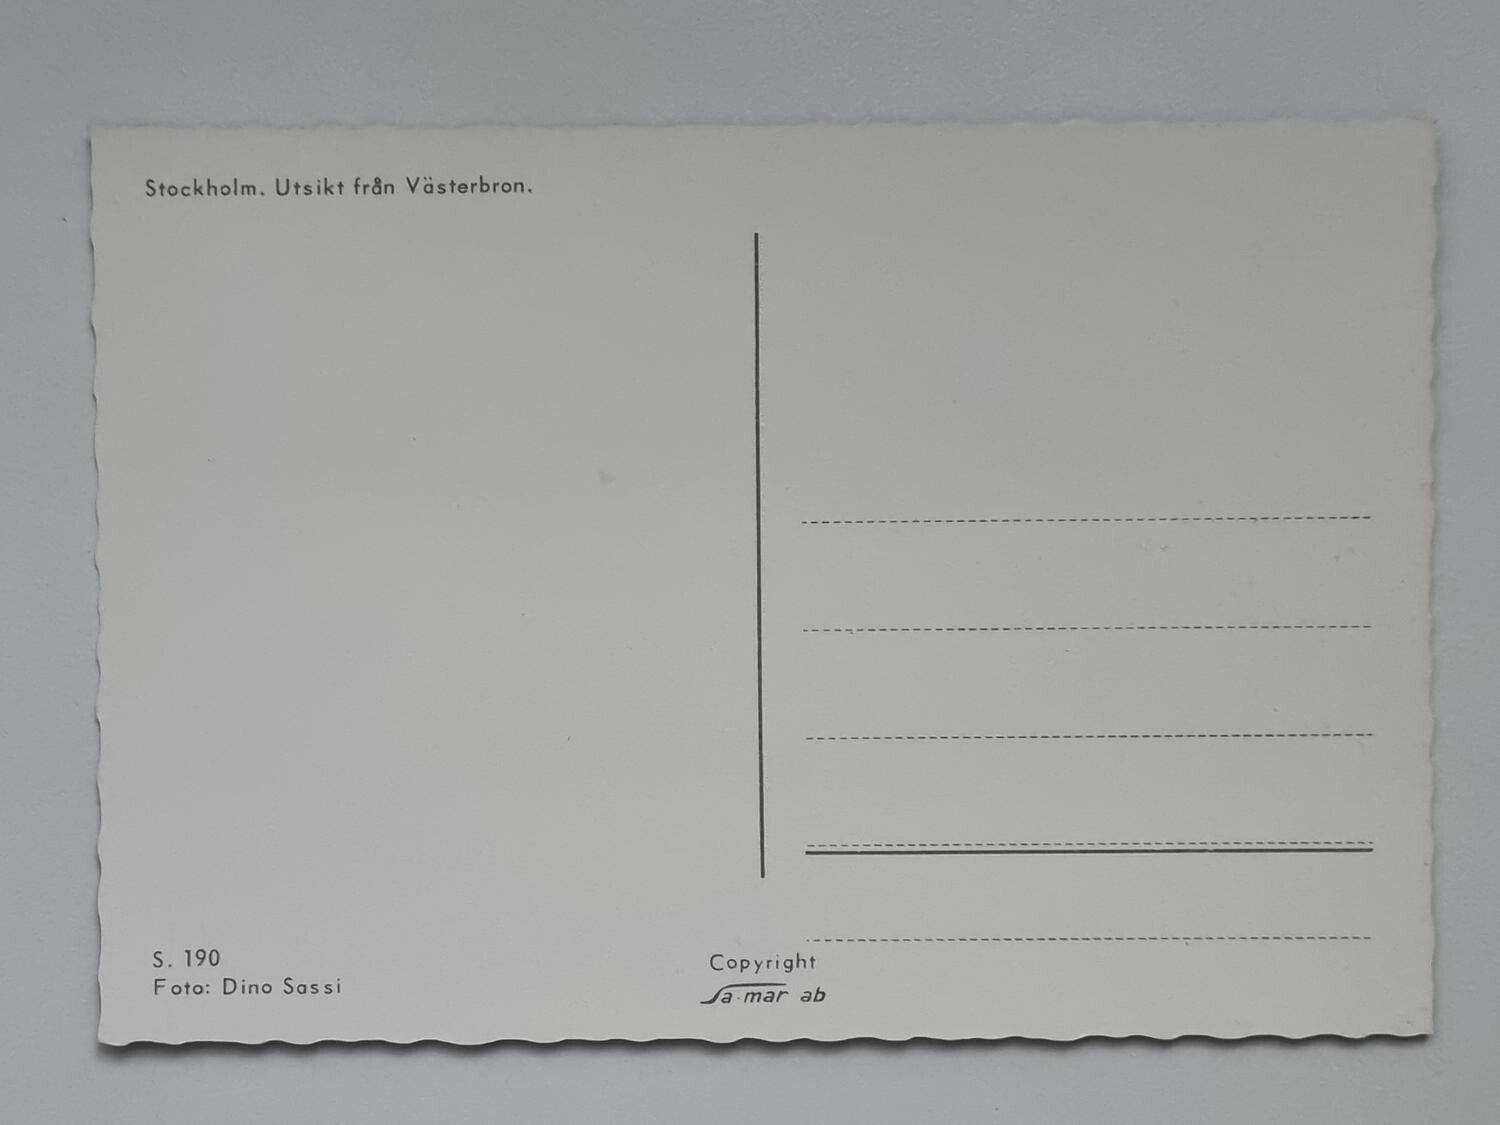 Stockholm. Utsikt från Västerbron.
S. 190
Foto: Dino Sassi
Copyright
Sa-mar ab